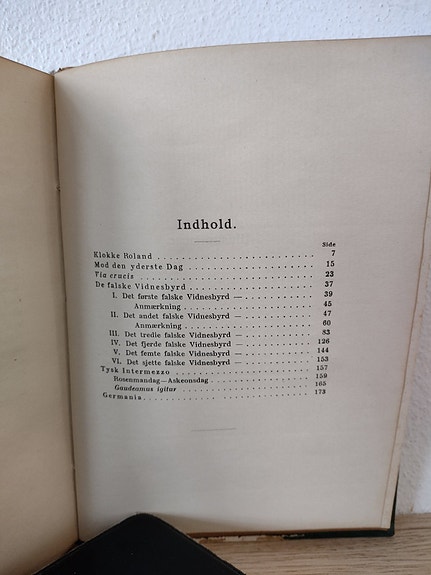 Indhold.
Side
Klokke Roland . . . . . . . . . . . . . . . . . . . . . . . . 7
Mod den yderste Dag . . . . . . . . . . . . . . . . . . . 15
Via crucis . . . . . . . . . . . . . . . . . . . . . . . . . . 23
De falske Vidnesbyrd . . . . . . . . . . . . . . . . . . . 37
I. Det første falske Vidnesbyrd — . . . . . . . . . . . 39
Anmærkning . . . . . . . . . . . . . . . . . . . . 45
II. Det andet falske Vidnesbyrd — . . . . . . . . . . . 47
Anmærkning . . . . . . . . . . . . . . . . . . . . 60
III. Det tredie falske Vidnesbyrd — . . . . . . . . . . . 83
IV. Det fjerde falske Vidnesbyrd — . . . . . . . . . . . 126
V. Det femte falske Vidnesbyrd — . . . . . . . . . . . 144
VI. Det sjette falske Vidnesbyrd — . . . . . . . . . . . 153
Tysk Intermezzo . . . . . . . . . . . . . . . . . . . . . . 157
Rosenmandag—Askeonsdag . . . . . . . . . . . . . . . 159
Gaudeamus igitur . . . . . . . . . . . . . . . . . . . . 165
Germania . . . . . . . . . . . . . . . . . . . . . . . . . 173